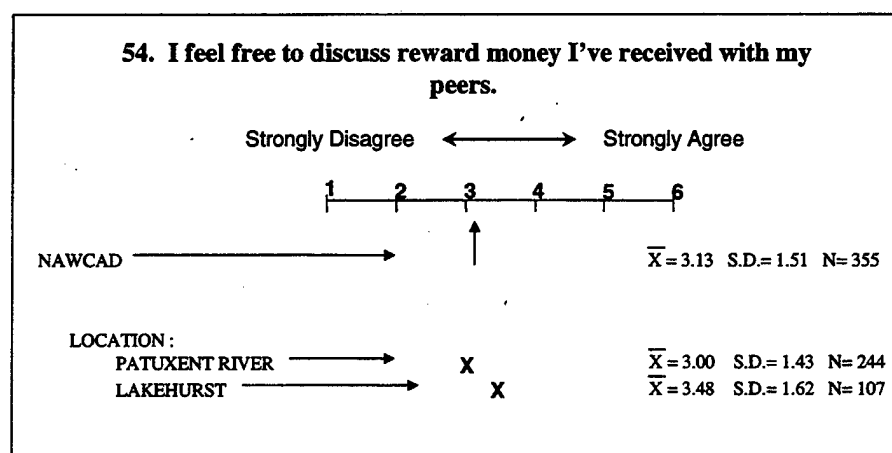 54. I feel free to discuss reward money I've received with my
peers.
Strongly Disagree Strongly Agree
1 2 3 4 5 6
NAWCAD X̅ = 3.13 S.D.= 1.51 N= 355
LOCATION :
PATUXENT RIVER X X̅ = 3.00 S.D.= 1.43 N= 244
LAKEHURST X X̅ = 3.48 S.D.= 1.62 N= 107